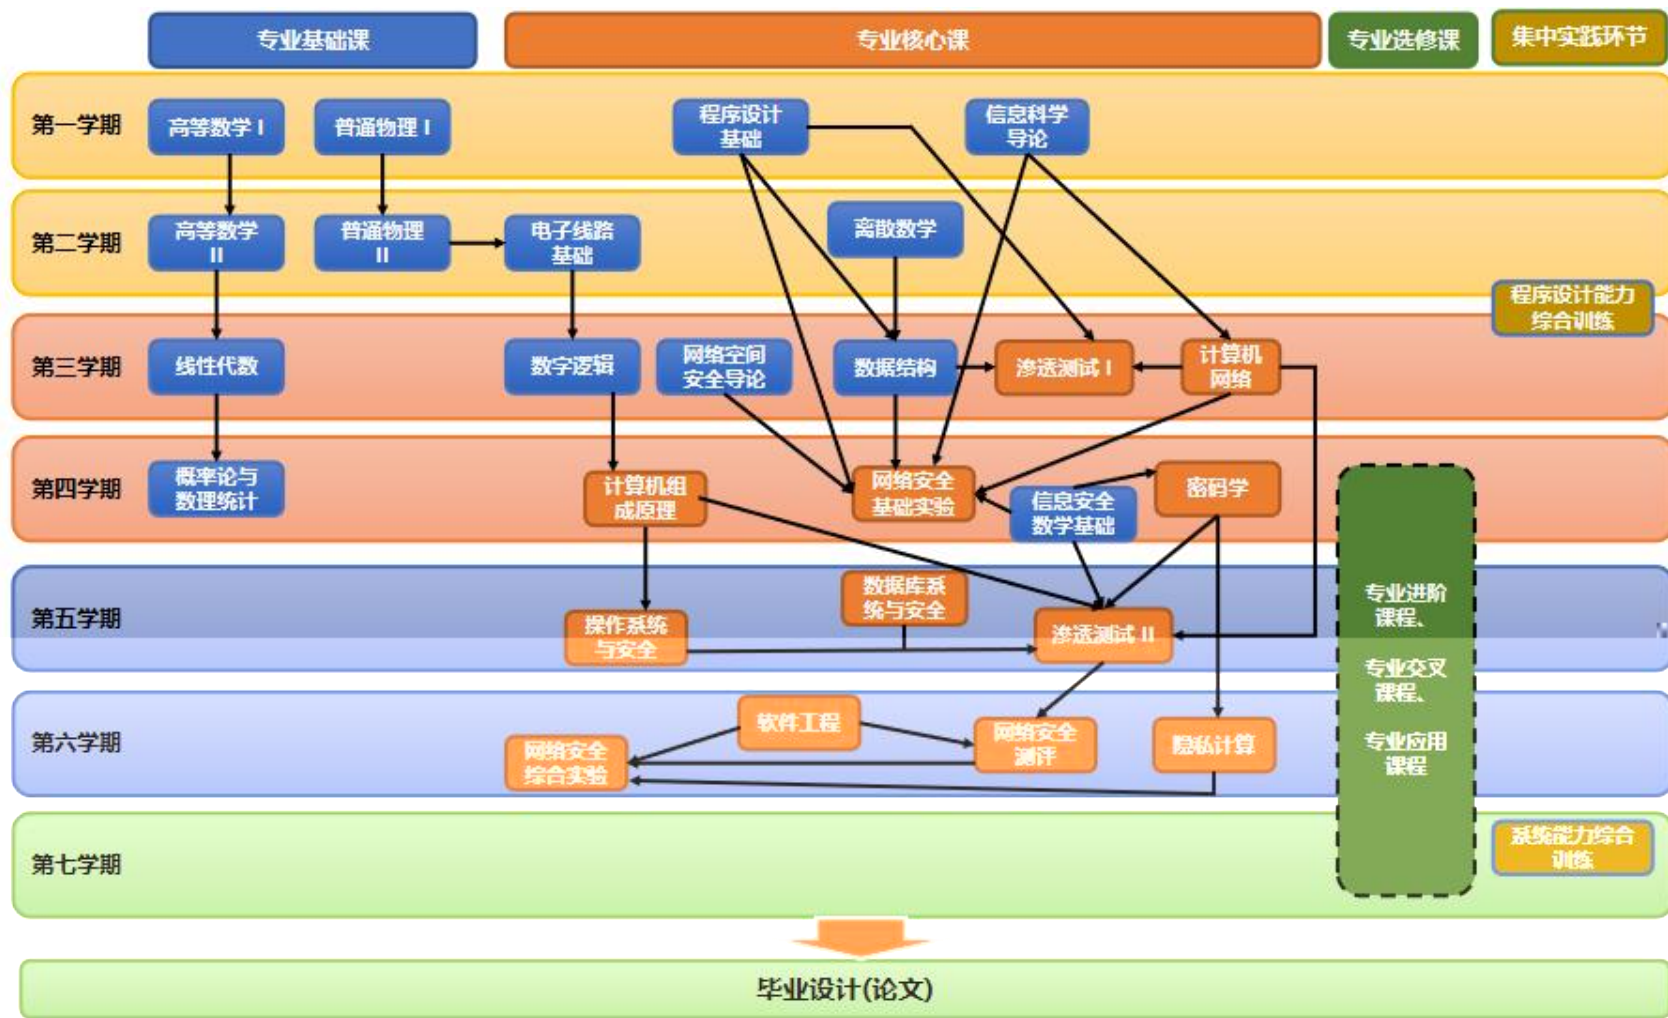 专业基础课
专业核心课
专业选修课
集中实践环节
第一学期
高等数学 I
普通物理 I
程序设计
基础
信息科学
导论
第二学期
高等数学
II
普通物理
II
电子线路
基础
离散数学
程序设计能力
综合训练
第三学期
线性代数
数字逻辑
网络空间
安全导论
数据结构
渗透测试 I
计算机
网络
第四学期
概率论与
数理统计
计算机组
成原理
网络安全
基础实验
信息安全
数学基础
密码学
第五学期
操作系统
与安全
数据库系
统与安全
渗透测试 II
专业进阶
课程、
专业交叉
课程、
专业应用
课程
第六学期
网络安全
综合实验
软件工程
网络安全
测评
隐私计算
第七学期
系统能力综合
训练
毕业设计(论文)